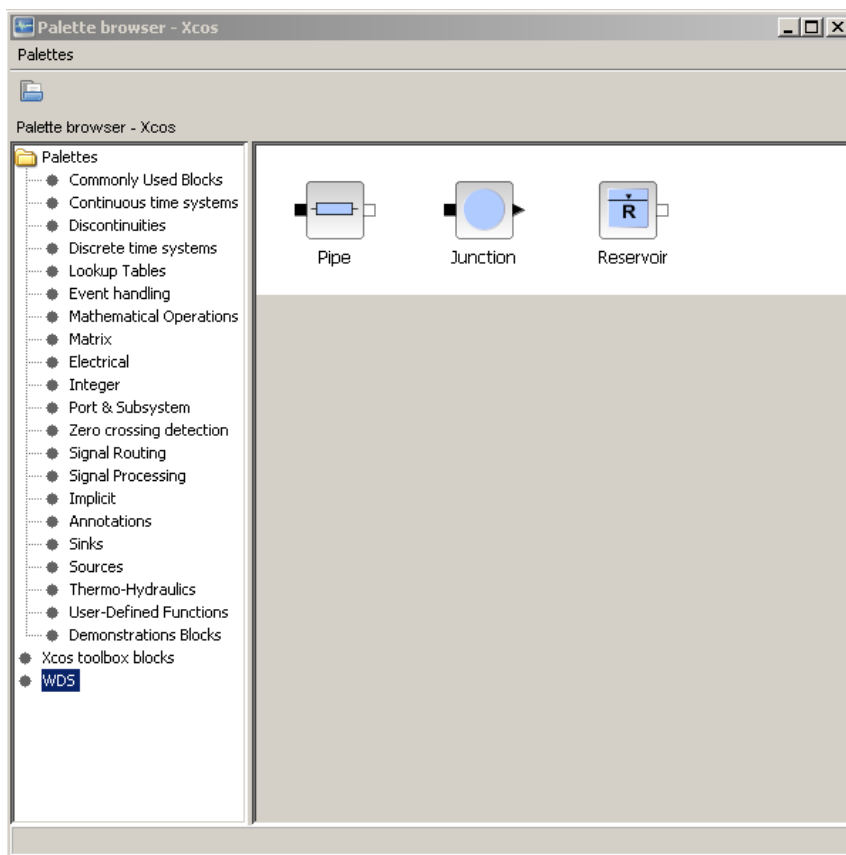 Palette browser - Xcos
Palettes
Palette browser - Xcos
Palettes
Commonly Used Blocks
Continuous time systems
Discontinuities
Discrete time systems
Lookup Tables
Event handling
Mathematical Operations
Matrix
Electrical
Integer
Port & Subsystem
Zero crossing detection
Signal Routing
Signal Processing
Implicit
Annotations
Sinks
Sources
Thermo-Hydraulics
User-Defined Functions
Demonstrations Blocks
Xcos toolbox blocks
WDS
R
Pipe Junction Reservoir